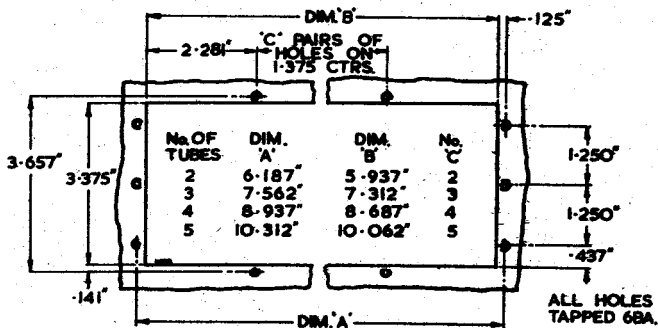 DIM.'B'
·125"
2·281"
'C' PAIRS OF
HOLES ON
1·375 CTRS.
3·657"
3·375"
No. OF TUBES DIM. 'A' DIM. 'B' No. 'C'
2 6·187" 5·937" 2
3 7·562" 7·312" 3
4 8·937" 8·687" 4
5 10·312" 10·062" 5
1·250"
1·250"
·437"
·141"
ALL HOLES
TAPPED 6BA.
DIM.'A'